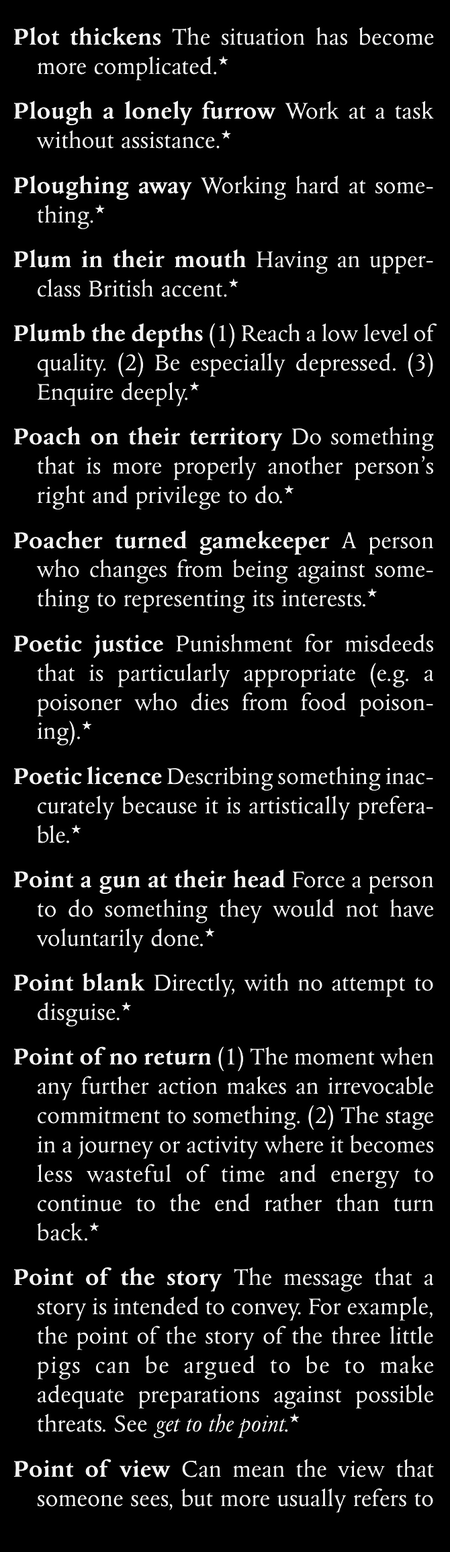 Plot thickens The situation has become
more complicated.★
Plough a lonely furrow Work at a task
without assistance.★
Ploughing away Working hard at some-
thing.★
Plum in their mouth Having an upper-
class British accent.★
Plumb the depths (1) Reach a low level of
quality. (2) Be especially depressed. (3)
Enquire deeply.★
Poach on their territory Do something
that is more properly another person’s
right and privilege to do.★
Poacher turned gamekeeper A person
who changes from being against some-
thing to representing its interests.★
Poetic justice Punishment for misdeeds
that is particularly appropriate (e.g. a
poisoner who dies from food poison-
ing).★
Poetic licence Describing something inac-
curately because it is artistically prefera-
ble.★
Point a gun at their head Force a person
to do something they would not have
voluntarily done.★
Point blank Directly, with no attempt to
disguise.★
Point of no return (1) The moment when
any further action makes an irrevocable
commitment to something. (2) The stage
in a journey or activity where it becomes
less wasteful of time and energy to
continue to the end rather than turn
back.★
Point of the story The message that a
story is intended to convey. For example,
the point of the story of the three little
pigs can be argued to be to make
adequate preparations against possible
threats. See get to the point.★
Point of view Can mean the view that
someone sees, but more usually refers to